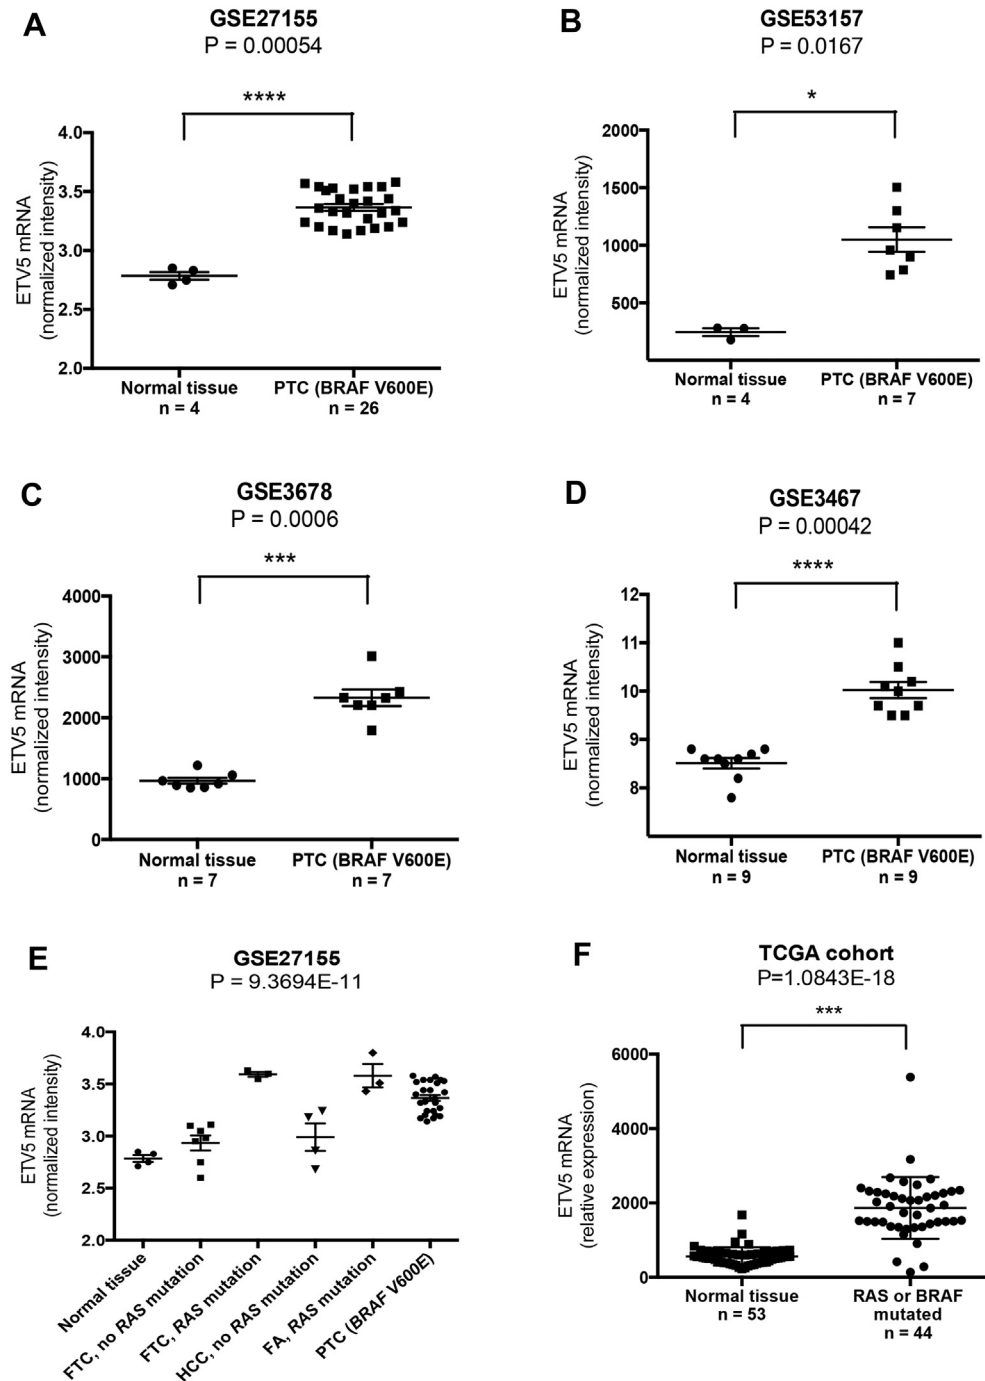 A
GSE27155
P = 0.00054
****
ETV5 mRNA
(normalized intensity)
4.0
3.5
3.0
2.5
2.0
Normal tissue
n = 4
PTC (BRAF V600E)
n = 26
B
GSE53157
P = 0.0167
*
ETV5 mRNA
(normalized intensity)
2000
1500
1000
500
Normal tissue
n = 4
PTC (BRAF V600E)
n = 7
C
GSE3678
P = 0.0006
***
ETV5 mRNA
(normalized intensity)
4000
3000
2000
1000
0
Normal tissue
n = 7
PTC (BRAF V600E)
n = 7
D
GSE3467
P = 0.00042
****
ETV5 mRNA
(normalized intensity)
12
11
10
9
8
Normal tissue
n = 9
PTC (BRAF V600E)
n = 9
E
GSE27155
P = 9.3694E-11
ETV5 mRNA
(normalized intensity)
4.0
3.5
3.0
2.5
2.0
Normal tissue
FTC, no RAS mutation
FTC, RAS mutation
HCC, no RAS mutation
FA, RAS mutation
PTC (BRAF V600E)
F
TCGA cohort
P=1.0843E-18
***
ETV5 mRNA
(relative expression)
6000
4000
2000
0
Normal tissue
n = 53
RAS or BRAF
mutated
n = 44